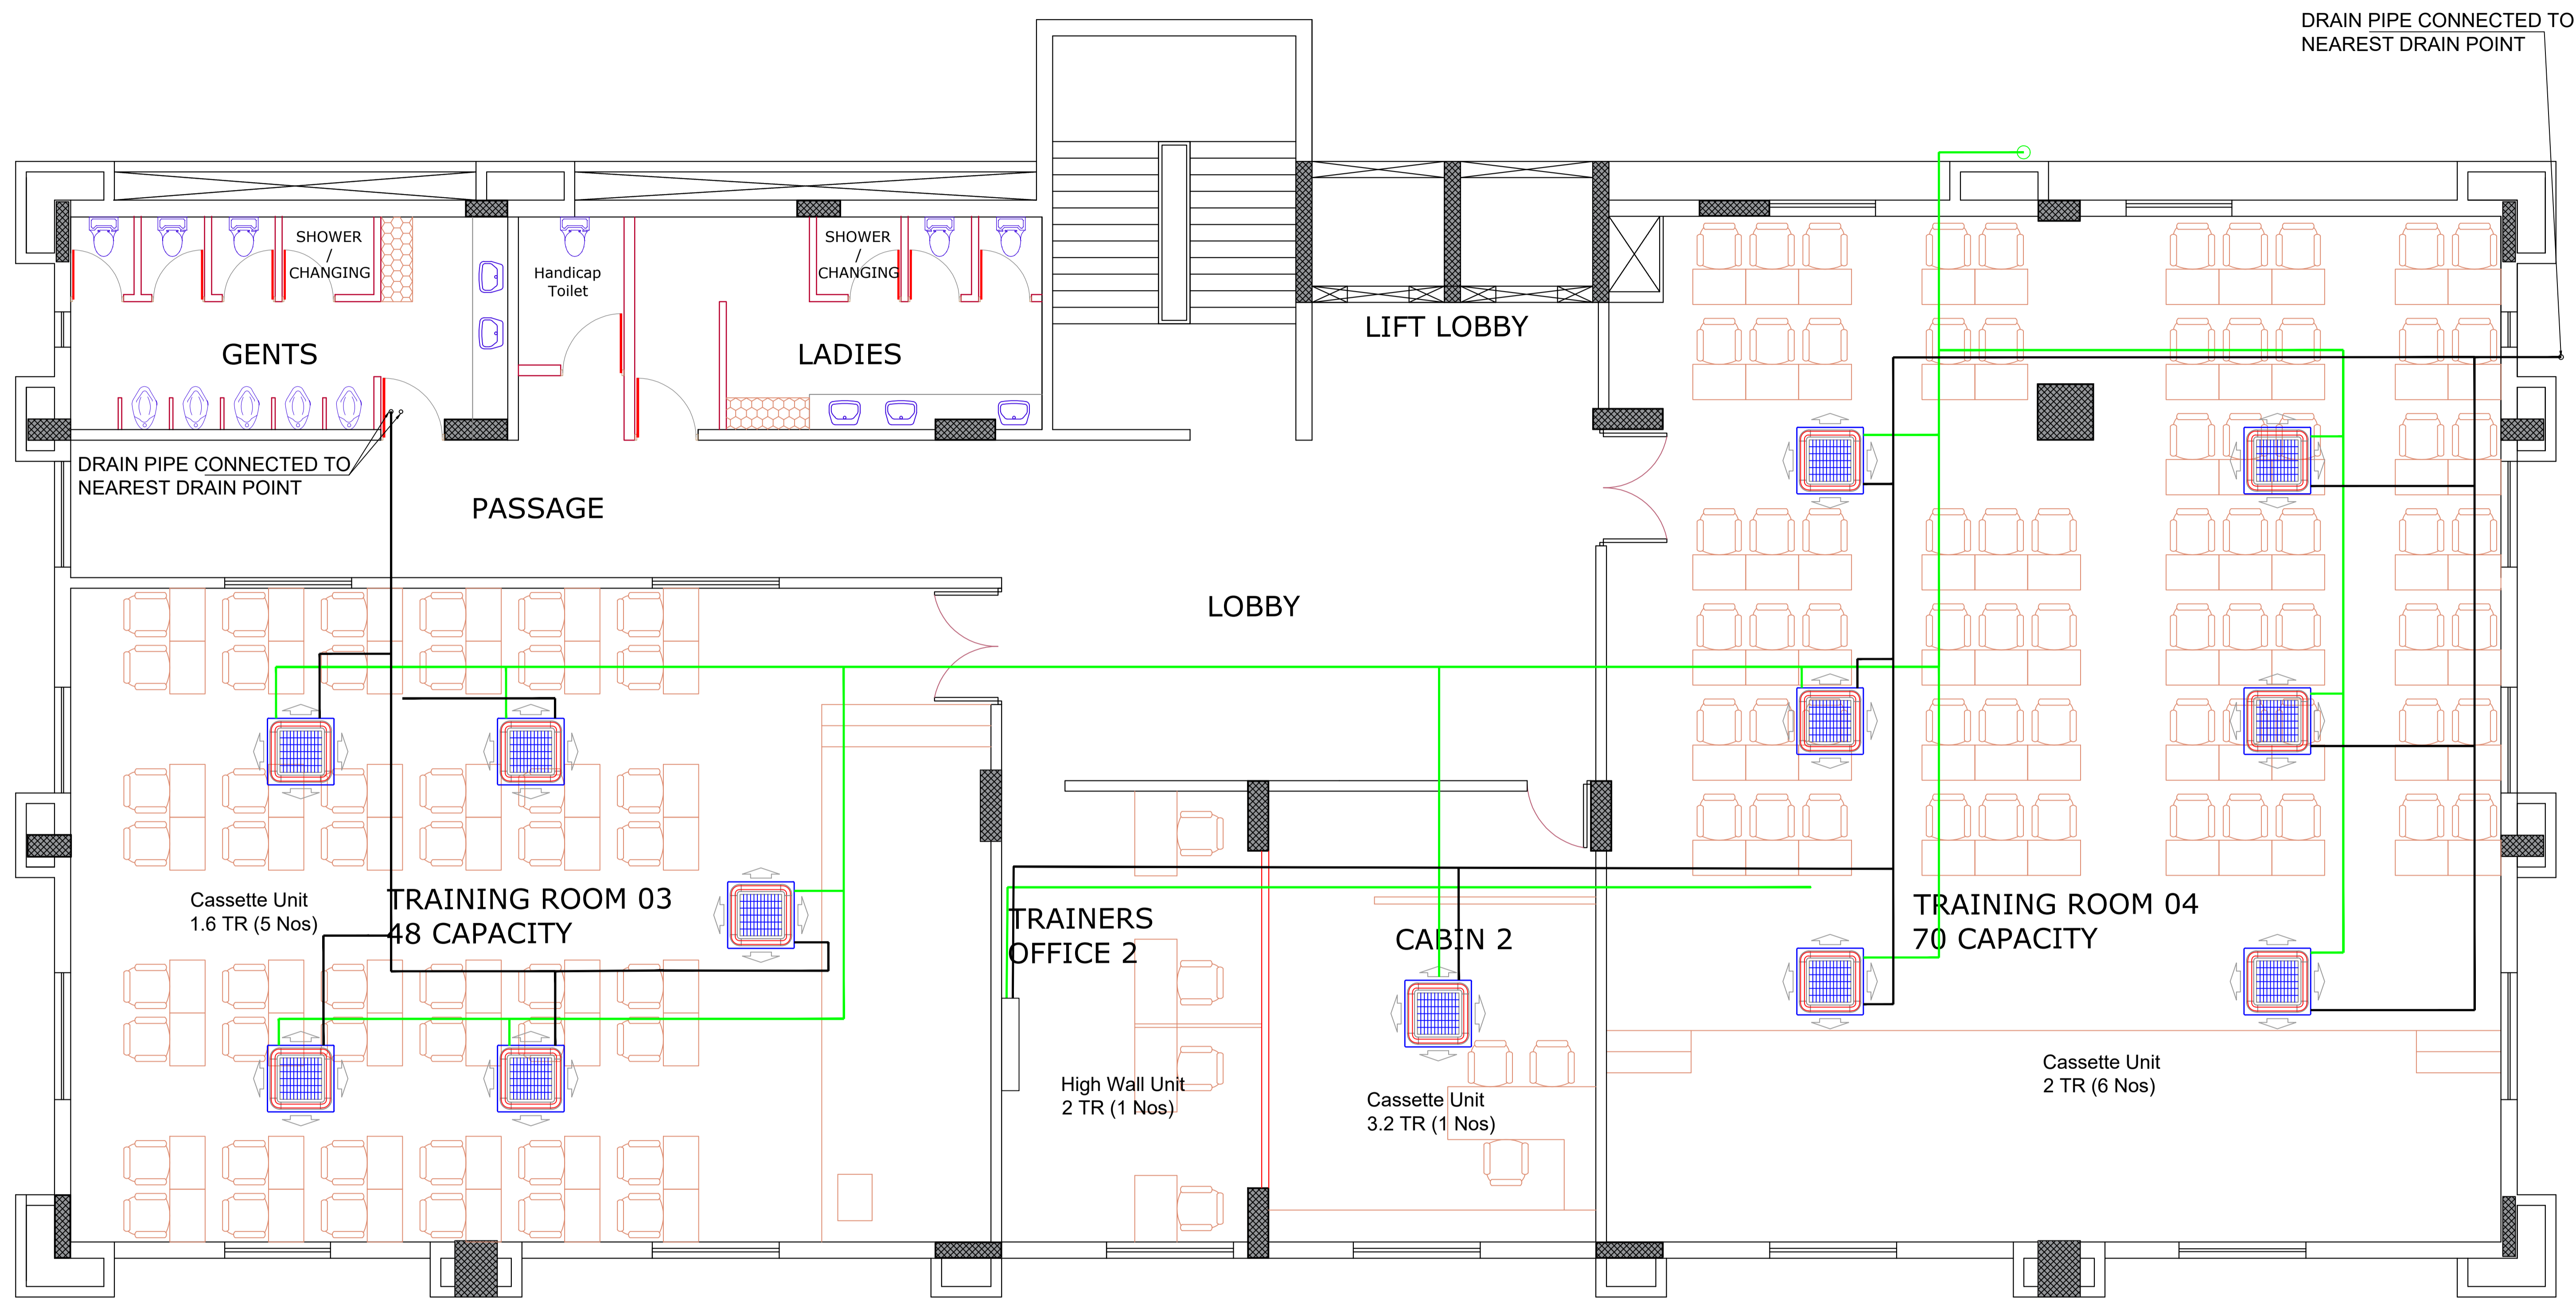 DRAIN PIPE CONNECTED TO
NEAREST DRAIN POINT
SHOWER
/
CHANGING
Handicap
Toilet
SHOWER
/
CHANGING
GENTS
LADIES
LIFT LOBBY
DRAIN PIPE CONNECTED TO
NEAREST DRAIN POINT
PASSAGE
LOBBY
Cassette Unit
1.6 TR (5 Nos)
TRAINING ROOM 03
48 CAPACITY
TRAINERS
OFFICE 2
CABIN 2
TRAINING ROOM 04
70 CAPACITY
High Wall Unit
2 TR (1 Nos)
Cassette Unit
3.2 TR (1 Nos)
Cassette Unit
2 TR (6 Nos)